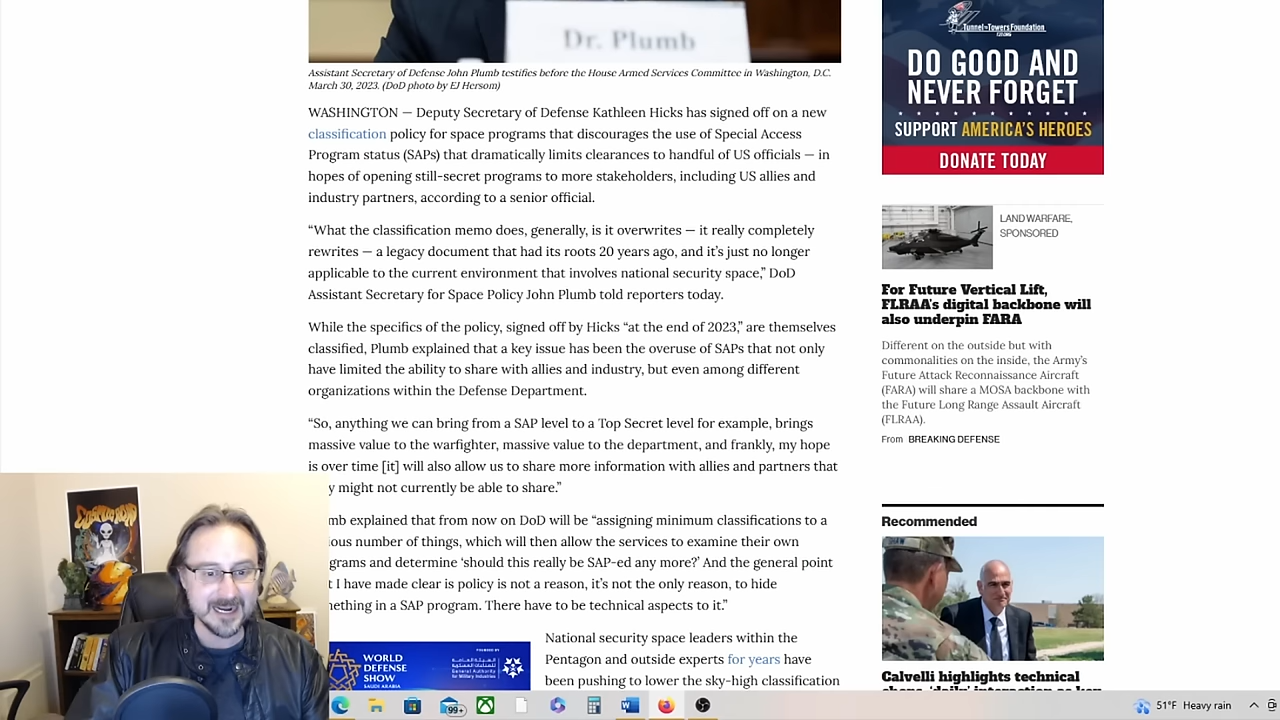 r. Plumb
Assistant Secretary of Defense John Plumb testifies before the House Armed Services Committee in Washington, D.C.
March 30, 2023. (DoD photo by EJ Hersom)
WASHINGTON — Deputy Secretary of Defense Kathleen Hicks has signed off on a new
classification policy for space programs that discourages the use of Special Access
Program status (SAPs) that dramatically limits clearances to handful of US officials — in
hopes of opening still-secret programs to more stakeholders, including US allies and
industry partners, according to a senior official.
“What the classification memo does, generally, is it overwrites — it really completely
rewrites — a legacy document that had its roots 20 years ago, and it’s just no longer
applicable to the current environment that involves national security space,” DoD
Assistant Secretary for Space Policy John Plumb told reporters today.
While the specifics of the policy, signed off by Hicks “at the end of 2023,” are themselves
classified, Plumb explained that a key issue has been the overuse of SAPs that not only
have limited the ability to share with allies and industry, but even among different
organizations within the Defense Department.
“So, anything we can bring from a SAP level to a Top Secret level for example, brings
massive value to the warfighter, massive value to the department, and frankly, my hope
is over time [it] will also allow us to share more information with allies and partners that
y might not currently be able to share.”
mb explained that from now on DoD will be “assigning minimum classifications to a
ious number of things, which will then allow the services to examine their own
grams and determine ‘should this really be SAP-ed any more?’ And the general point
t I have made clear is policy is not a reason, it’s not the only reason, to hide
mething in a SAP program. There have to be technical aspects to it.”
WORLD
DEFENSE
SHOW
SAUDI ARABIA
FOUNDED BY
General Authority
for Military Industries
National security space leaders within the
Pentagon and outside experts for years have
been pushing to lower the sky-high classification
Tunnel to Towers Foundation
DO GOOD AND
NEVER FORGET
SUPPORT AMERICA'S HEROES
DONATE TODAY
LAND WARFARE,
SPONSORED
For Future Vertical Lift,
FLRAA's digital backbone will
also underpin FARA
Different on the outside but with
commonalities on the inside, the Army’s
Future Attack Reconnaissance Aircraft
(FARA) will share a MOSA backbone with
the Future Long Range Assault Aircraft
(FLRAA).
From BREAKING DEFENSE
Recommended
Calvelli highlights technical
99+
51°F Heavy rain